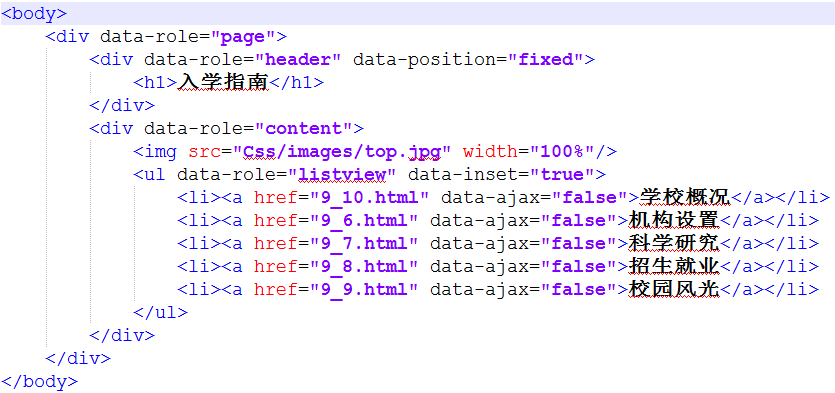 <body>
<div data-role="page">
<div data-role="header" data-position="fixed">
<h1>入学指南</h1>
</div>
<div data-role="content">
<img src="Css/images/top.jpg" width="100%"/>
<ul data-role="listview" data-inset="true">
<li><a href="9_10.html" data-ajax="false">学校概况</a></li>
<li><a href="9_6.html" data-ajax="false">机构设置</a></li>
<li><a href="9_7.html" data-ajax="false">科学研究</a></li>
<li><a href="9_8.html" data-ajax="false">招生就业</a></li>
<li><a href="9_9.html" data-ajax="false">校园风光</a></li>
</ul>
</div>
</div>
</body>